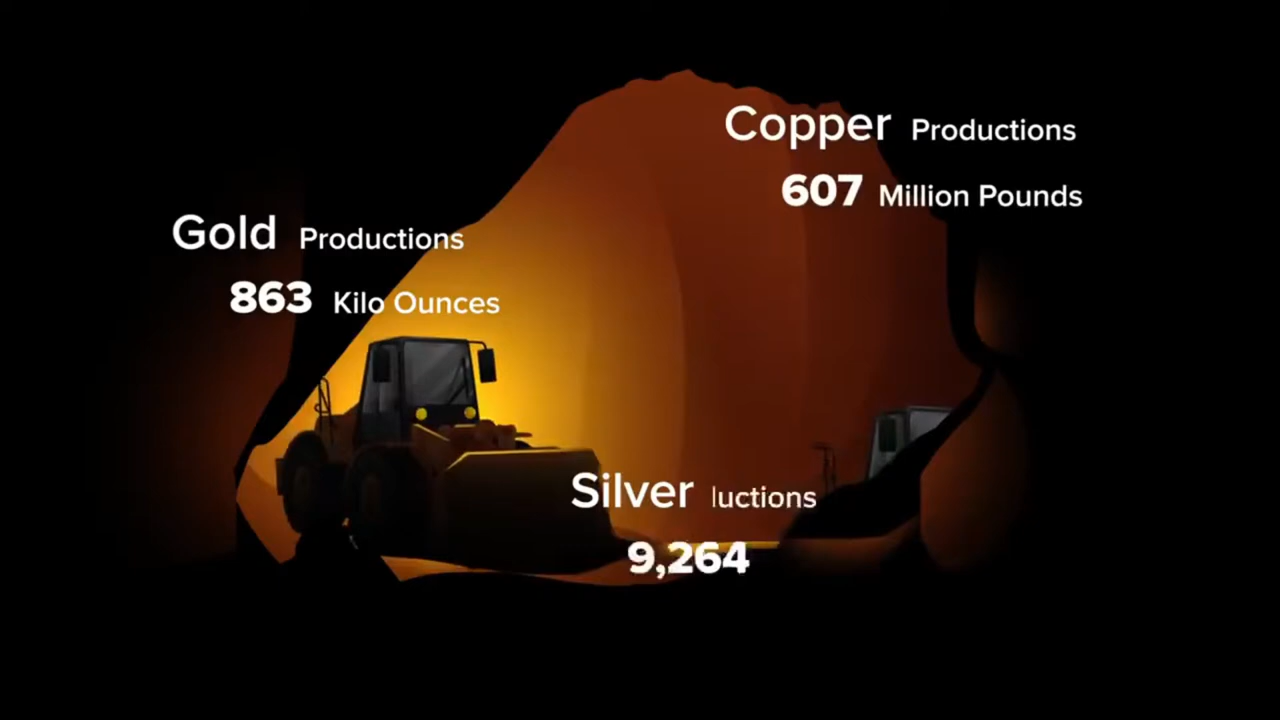 Copper Productions
607 Million Pounds
Gold Productions
863 Kilo Ounces
Silver luctions
9,264